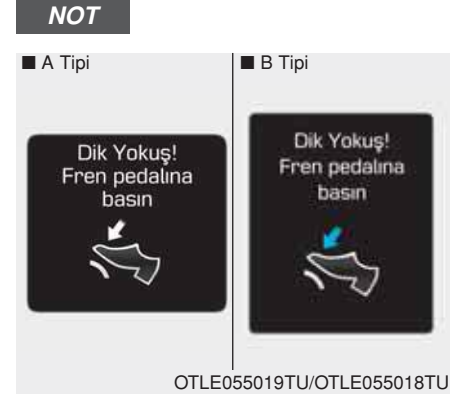 NOT
■ A Tipi
■ B Tipi
Dik Yokuş!
Fren pedalına
basın
Dik Yokuş!
Fren pedalına
basın
OTLE055019TU/OTLE055018TU